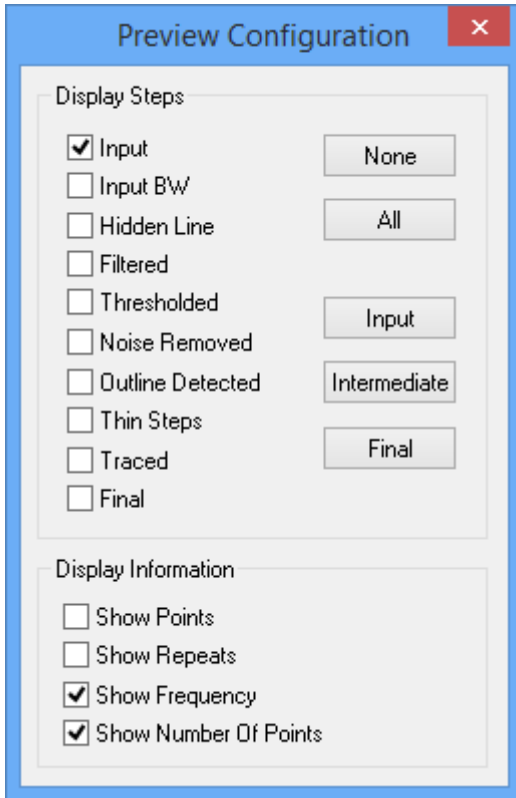 Preview Configuration
Display Steps
Input
None
Input BW
Hidden Line
All
Filtered
Thresholded
Input
Noise Removed
Outline Detected
Intermediate
Thin Steps
Traced
Final
Final
Display Information
Show Points
Show Repeats
Show Frequency
Show Number Of Points